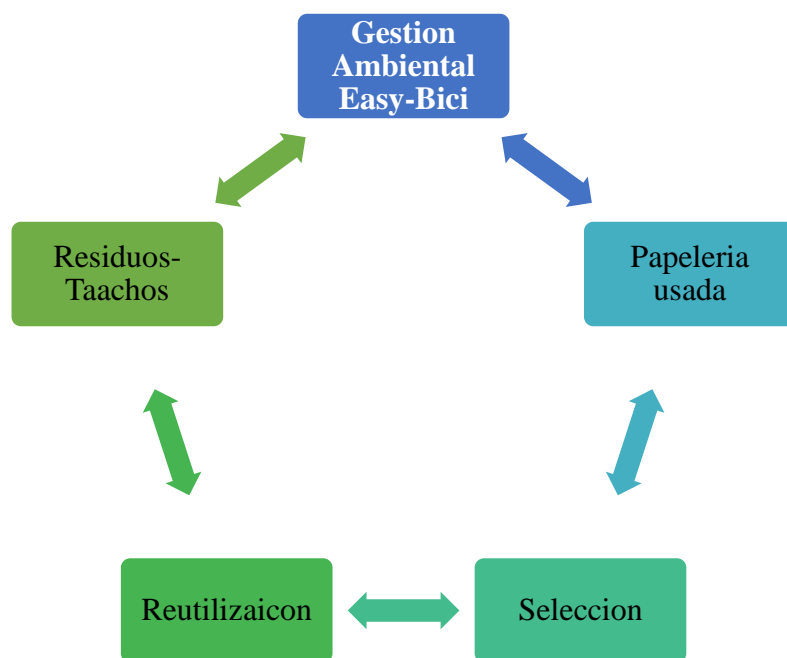 Gestion
Ambiental
Easy-Bici
Residuos-
Taachos
Papeleria
usada
Reutilizaicon
Seleccion